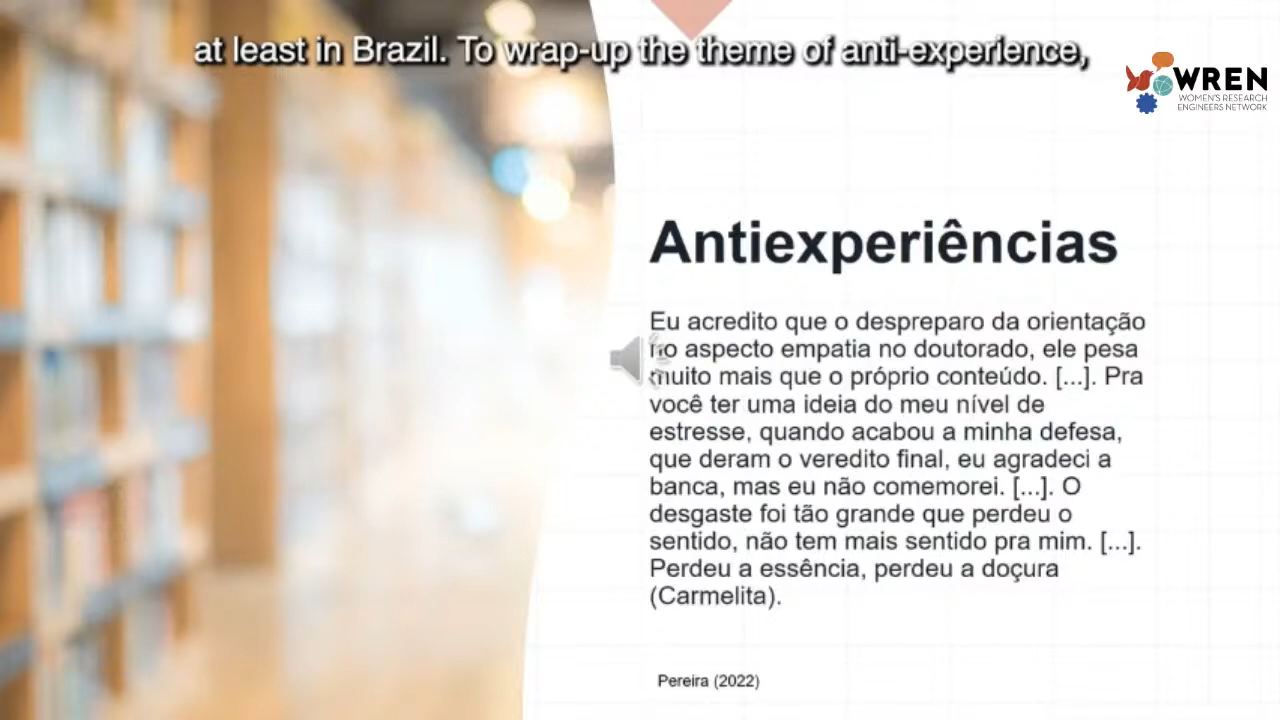 at least in Brazil. To wrap-up the theme of anti-experience,
WREN
WOMEN'S RESEARCH
ENGINEERS NETWORK
Antiexperiências
Eu acredito que o despreparo da orientação
no aspecto empatia no doutorado, ele pesa
muito mais que o próprio conteúdo. [...]. Pra
você ter uma ideia do meu nível de
estresse, quando acabou a minha defesa,
que deram o veredito final, eu agradeci a
banca, mas eu não comemorei. [...]. O
desgaste foi tão grande que perdeu o
sentido, não tem mais sentido pra mim. [...].
Perdeu a essência, perdeu a doçura
(Carmelita).
Pereira (2022)